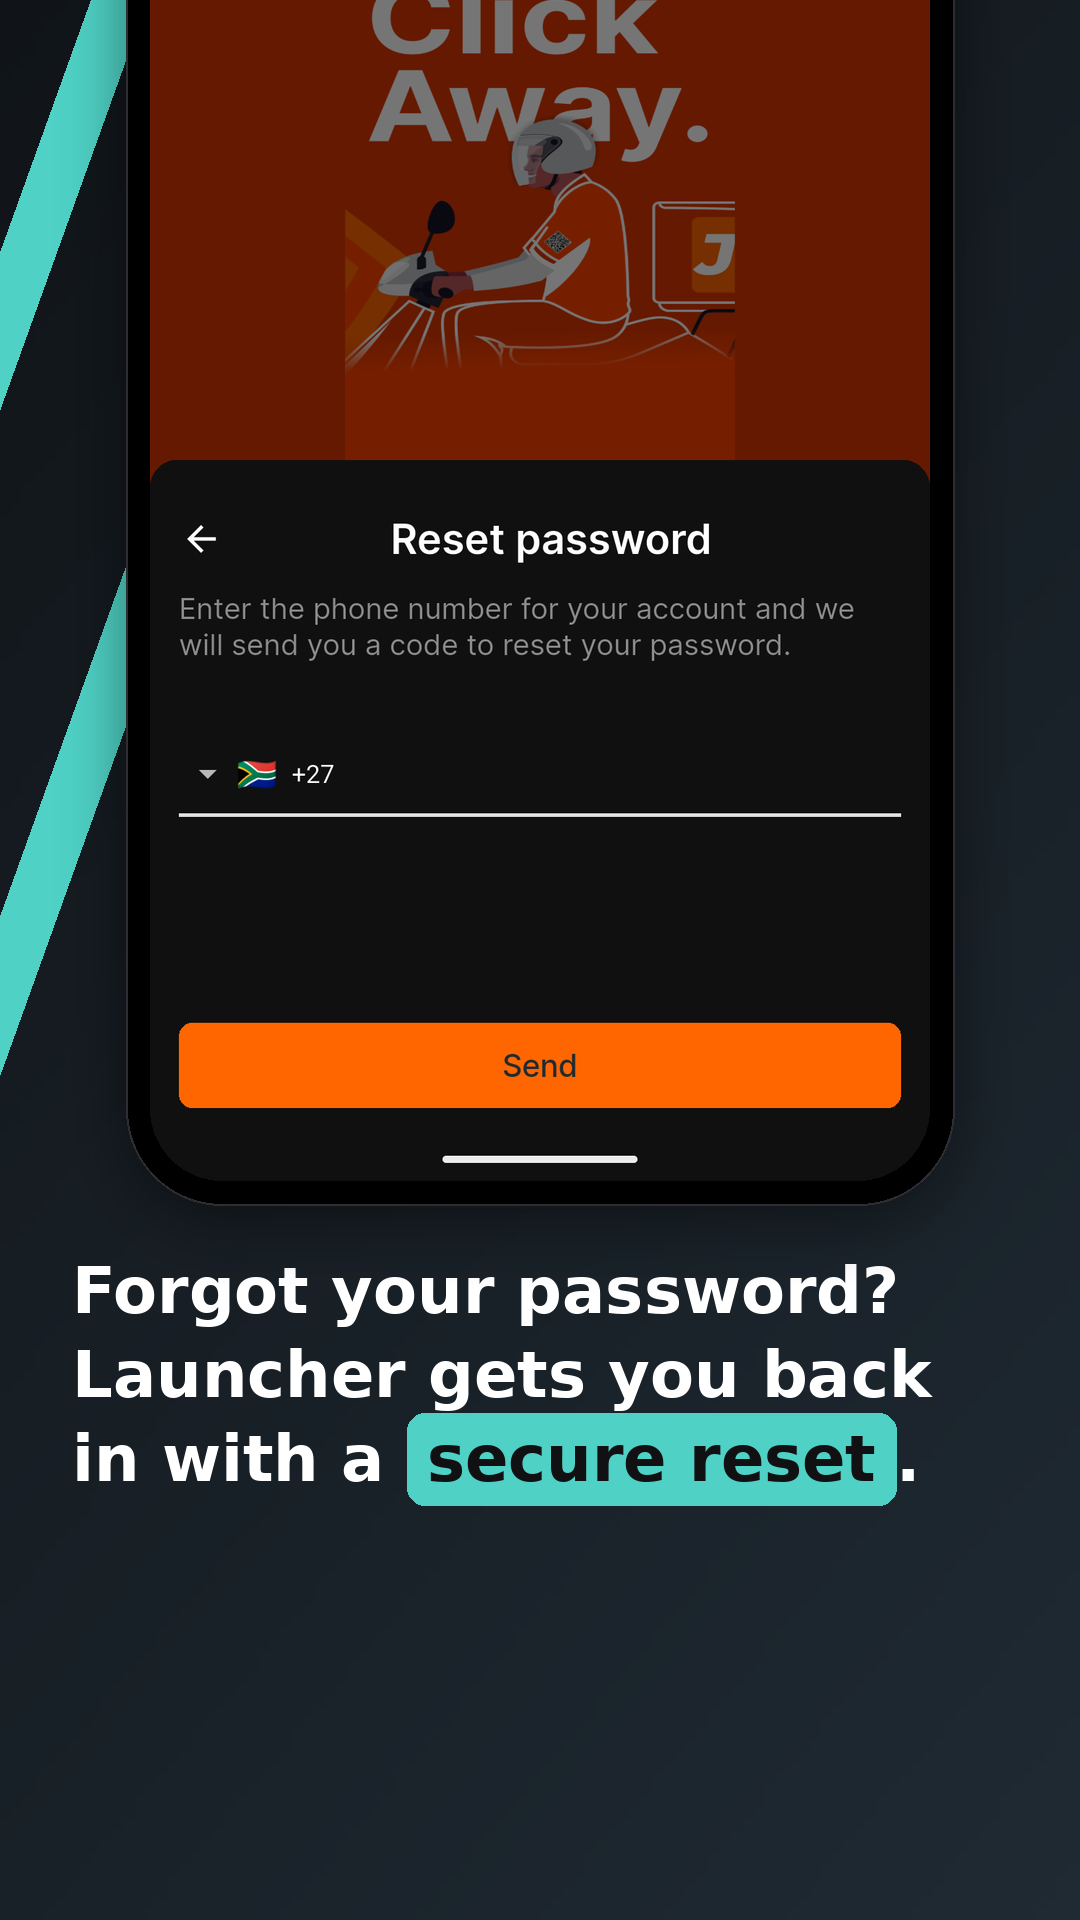 Click
Away.
J
Reset password
Enter the phone number for your account and we
will send you a code to reset your password.
+27
Send
Forgot your password?
Launcher gets you back
in with a secure reset.